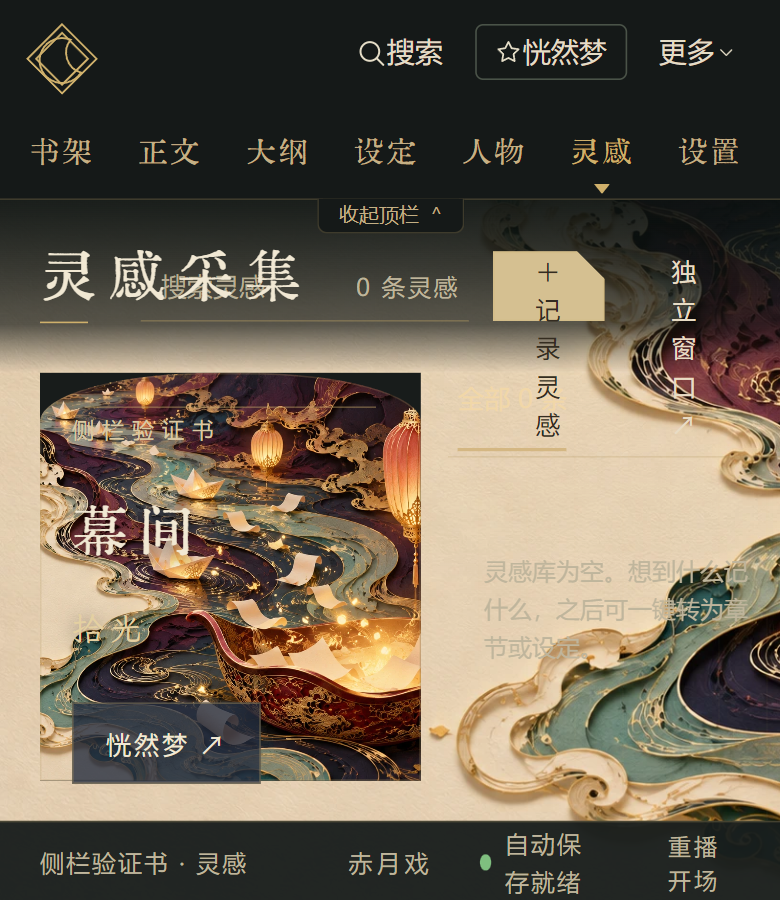 搜索
恍然梦
更多
书架 正文 大纲 设定 人物 灵感 设置
收起顶栏 ^
灵感采集
搜索灵感
0 条灵感
＋记录灵感
独立窗口↗
侧栏验证书
幕间
拾光
恍然梦 ↗
灵感库为空。想到什么记
什么，之后可一键转为章
节或设定。
侧栏验证书 · 灵感
赤月戏
自动保
存就绪
重播
开场